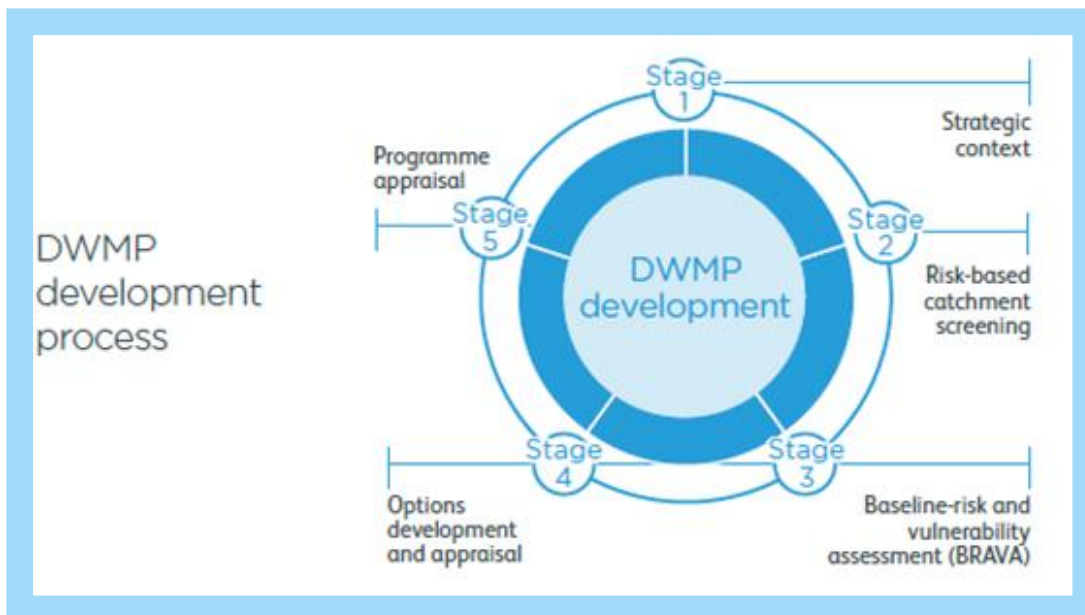 DWMP
development
process
Stage
1
Strategic
context
Stage
2
Risk-based
catchment
screening
Stage
3
Baseline-risk and
vulnerability
assessment (BRAVA)
Stage
4
Options
development
and appraisal
Stage
5
Programme
appraisal
DWMP
development